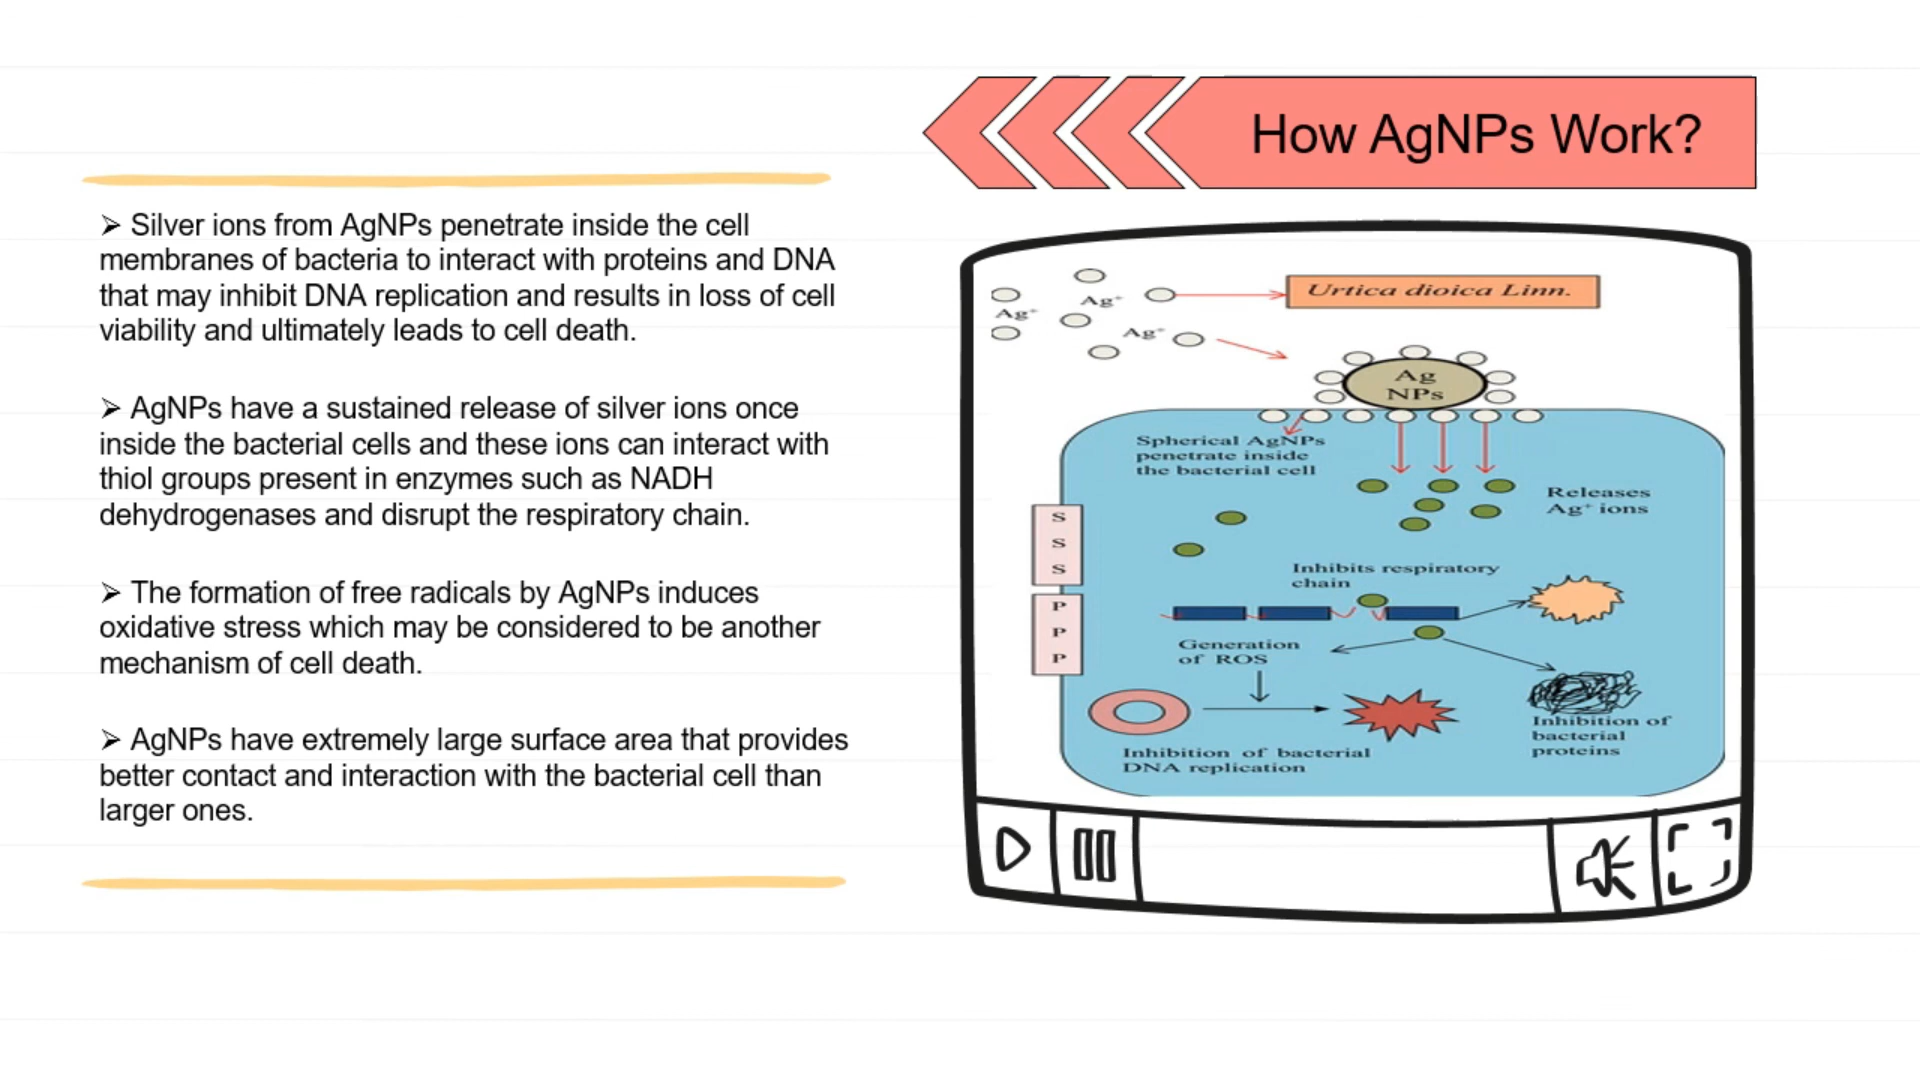 How AgNPs Work?
➢ Silver ions from AgNPs penetrate inside the cell
membranes of bacteria to interact with proteins and DNA
that may inhibit DNA replication and results in loss of cell
viability and ultimately leads to cell death.
➢ AgNPs have a sustained release of silver ions once
inside the bacterial cells and these ions can interact with
thiol groups present in enzymes such as NADH
dehydrogenases and disrupt the respiratory chain.
➢ The formation of free radicals by AgNPs induces
oxidative stress which may be considered to be another
mechanism of cell death.
➢ AgNPs have extremely large surface area that provides
better contact and interaction with the bacterial cell than
larger ones.
Urtica dioica Linn.
Ag⁺
Ag⁺
Ag⁺
Ag
NPs
Spherical AgNPs
penetrate inside
the bacterial cell
Releases
Ag⁺ ions
S
S
S
P
P
P
Inhibits respiratory
chain
Generation
of ROS
Inhibition of
bacterial
proteins
Inhibition of bacterial
DNA replication